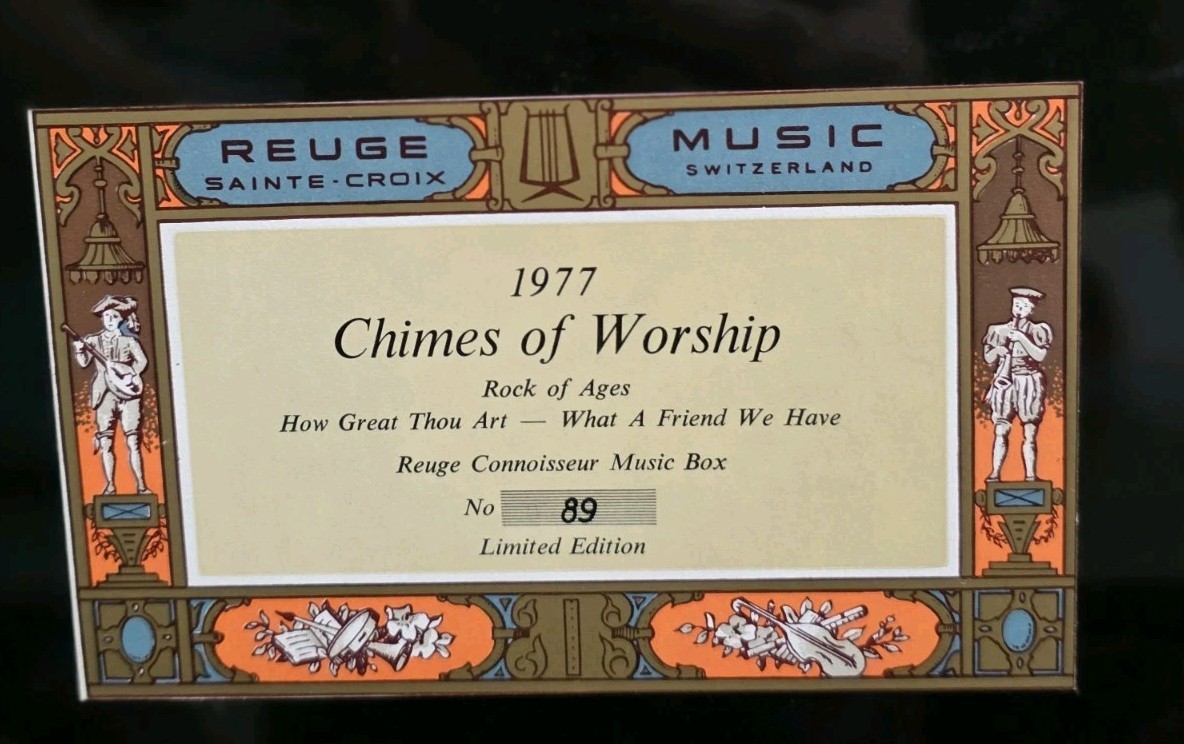 REUGE
SAINTE-CROIX
MUSIC
SWITZERLAND
1977
Chimes of Worship
Rock of Ages
How Great Thou Art — What A Friend We Have
Reuge Connoisseur Music Box
No 89
Limited Edition